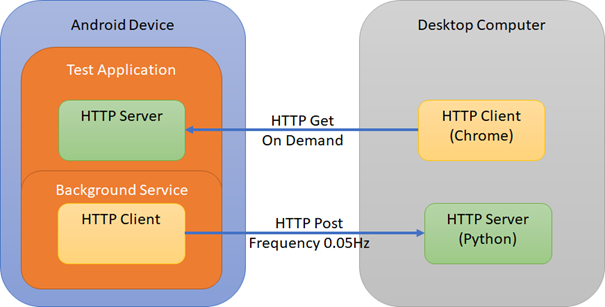 Android Device
Test Application
HTTP Server
Background Service
HTTP Client
HTTP Get
On Demand
HTTP Post
Frequency 0.05Hz
Desktop Computer
HTTP Client
(Chrome)
HTTP Server
(Python)